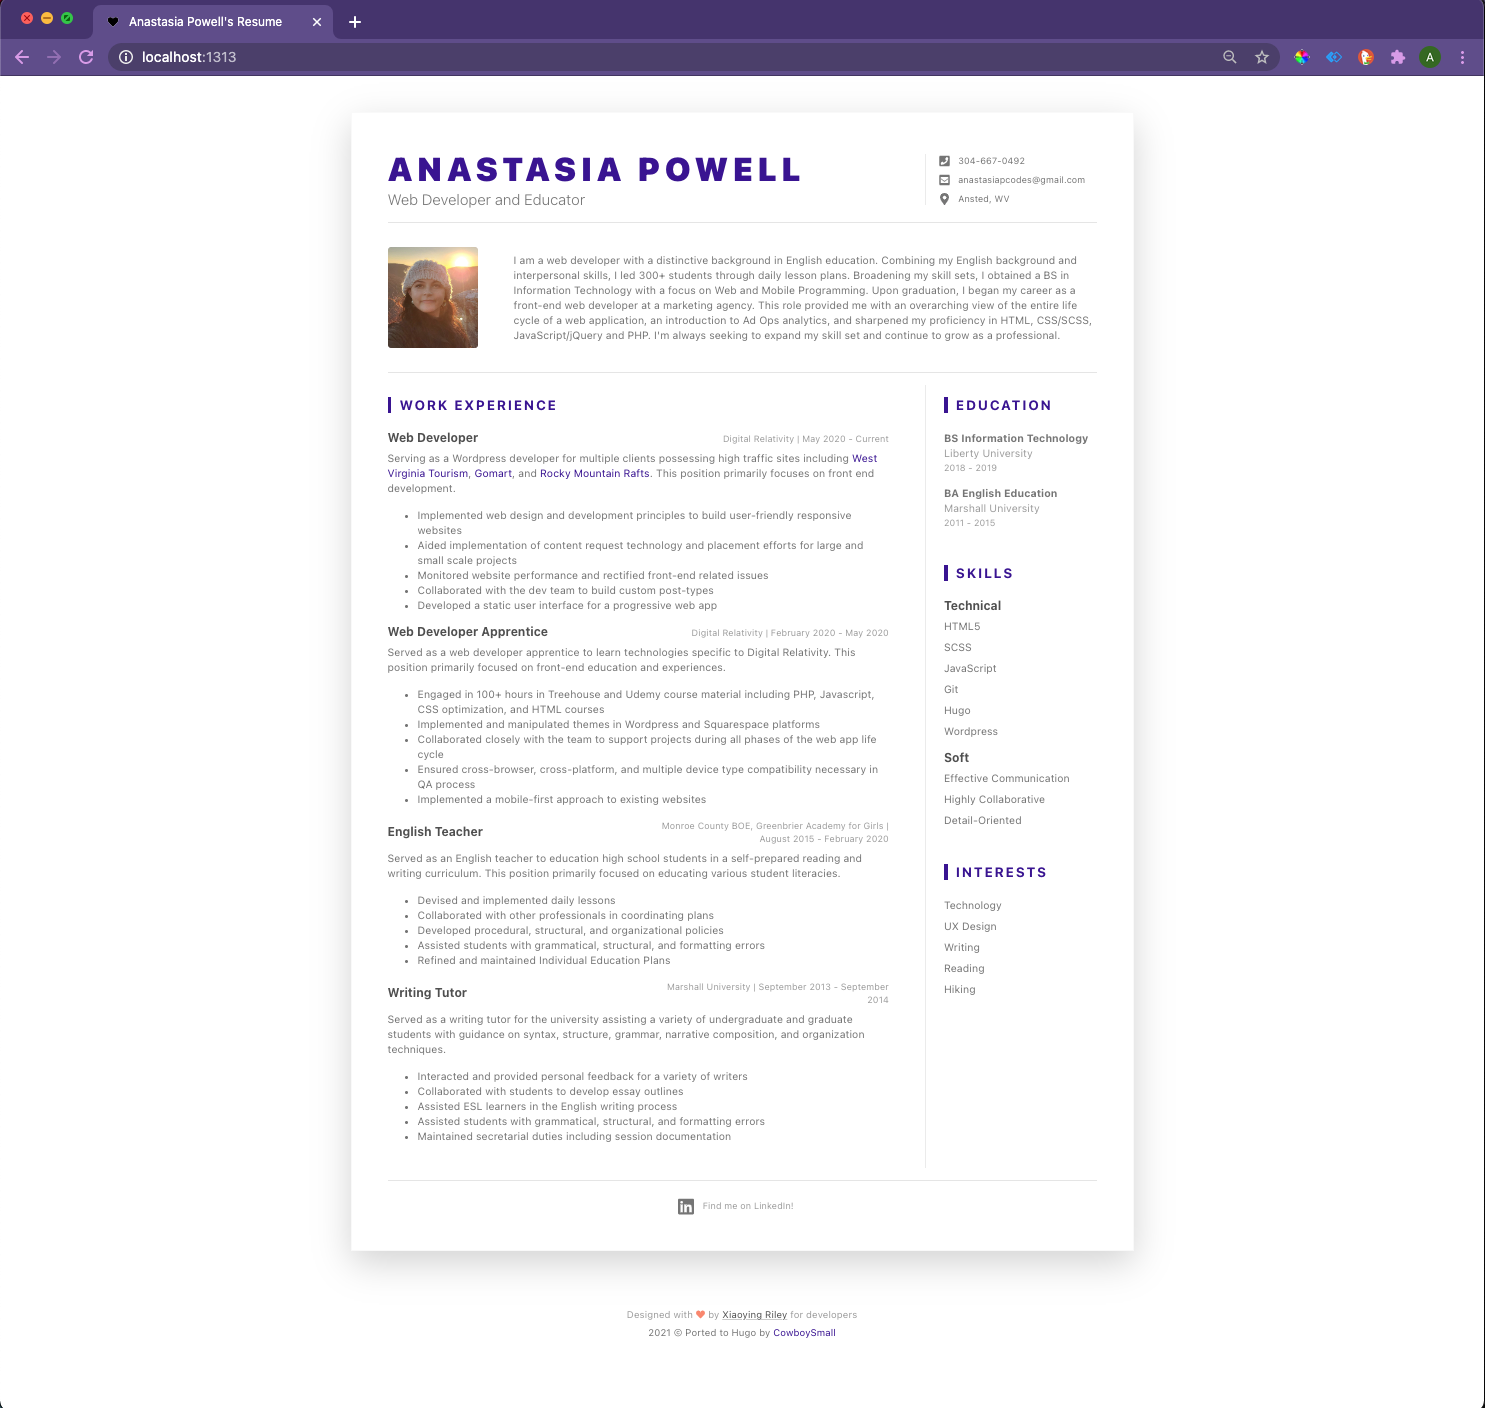 Anastasia Powell's Resume
localhost:1313
A
ANASTASIA POWELL
Web Developer and Educator
304-667-0492
anastasiapcodes@gmail.com
Ansted, WV
I am a web developer with a distinctive background in English education. Combining my English background and
interpersonal skills, I led 300+ students through daily lesson plans. Broadening my skill sets, I obtained a BS in
Information Technology with a focus on Web and Mobile Programming. Upon graduation, I began my career as a
front-end web developer at a marketing agency. This role provided me with an overarching view of the entire life
cycle of a web application, an introduction to Ad Ops analytics, and sharpened my proficiency in HTML, CSS/SCSS,
JavaScript/jQuery and PHP. I'm always seeking to expand my skill set and continue to grow as a professional.
WORK EXPERIENCE
Web Developer
Digital Relativity | May 2020 - Current
Serving as a Wordpress developer for multiple clients possessing high traffic sites including West
Virginia Tourism, Gomart, and Rocky Mountain Rafts. This position primarily focuses on front end
development.
• Implemented web design and development principles to build user-friendly responsive
websites
• Aided implementation of content request technology and placement efforts for large and
small scale projects
• Monitored website performance and rectified front-end related issues
• Collaborated with the dev team to build custom post-types
• Developed a static user interface for a progressive web app
Web Developer Apprentice
Digital Relativity | February 2020 - May 2020
Served as a web developer apprentice to learn technologies specific to Digital Relativity. This
position primarily focused on front-end education and experiences.
• Engaged in 100+ hours in Treehouse and Udemy course material including PHP, Javascript,
CSS optimization, and HTML courses
• Implemented and manipulated themes in Wordpress and Squarespace platforms
• Collaborated closely with the team to support projects during all phases of the web app life
cycle
• Ensured cross-browser, cross-platform, and multiple device type compatibility necessary in
QA process
• Implemented a mobile-first approach to existing websites
English Teacher
Monroe County BOE, Greenbrier Academy for Girls |
August 2015 - February 2020
Served as an English teacher to education high school students in a self-prepared reading and
writing curriculum. This position primarily focused on educating various student literacies.
• Devised and implemented daily lessons
• Collaborated with other professionals in coordinating plans
• Developed procedural, structural, and organizational policies
• Assisted students with grammatical, structural, and formatting errors
• Refined and maintained Individual Education Plans
Writing Tutor
Marshall University | September 2013 - September
2014
Served as a writing tutor for the university assisting a variety of undergraduate and graduate
students with guidance on syntax, structure, grammar, narrative composition, and organization
techniques.
• Interacted and provided personal feedback for a variety of writers
• Collaborated with students to develop essay outlines
• Assisted ESL learners in the English writing process
• Assisted students with grammatical, structural, and formatting errors
• Maintained secretarial duties including session documentation
EDUCATION
BS Information Technology
Liberty University
2018 - 2019
BA English Education
Marshall University
2011 - 2015
SKILLS
Technical
HTML5
SCSS
JavaScript
Git
Hugo
Wordpress
Soft
Effective Communication
Highly Collaborative
Detail-Oriented
INTERESTS
Technology
UX Design
Writing
Reading
Hiking
in Find me on LinkedIn!
Designed with ❤ by Xiaoying Riley for developers
2021 © Ported to Hugo by CowboySmall